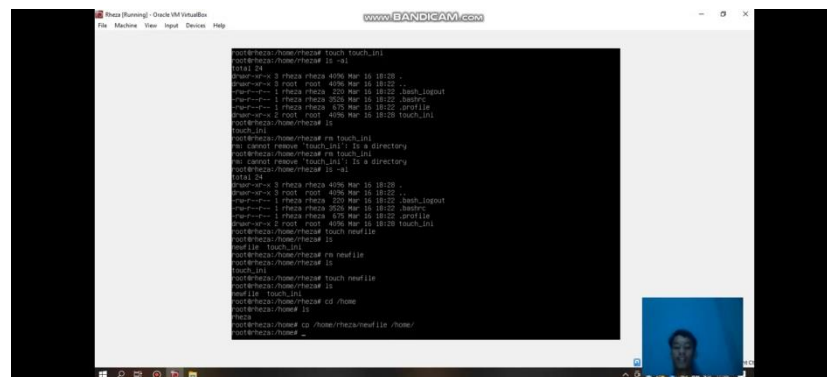 Rheza [Running] - Oracle VM VirtualBox
www.BANDICAM.com
File Machine View Input Devices Help
root@rheza:/home/rheza# touch touch_ini
root@rheza:/home/rheza# ls -al
total 24
drwxr-xr-x 3 rheza rheza 4096 Mar 16 18:28 .
drwxr-xr-x 3 root root 4096 Mar 16 18:22 ..
-rw-r--r-- 1 rheza rheza 220 Mar 16 18:22 .bash_logout
-rw-r--r-- 1 rheza rheza 3526 Mar 16 18:22 .bashrc
-rw-r--r-- 1 rheza rheza 675 Mar 16 18:22 .profile
drwxr-xr-x 2 root root 4096 Mar 16 18:28 touch_ini
root@rheza:/home/rheza# ls
touch_ini
root@rheza:/home/rheza# rm touch_ini
rm: cannot remove 'touch_ini': Is a directory
root@rheza:/home/rheza# rm touch_ini
rm: cannot remove 'touch_ini': Is a directory
root@rheza:/home/rheza# ls -al
total 24
drwxr-xr-x 3 rheza rheza 4096 Mar 16 18:28 .
drwxr-xr-x 3 root root 4096 Mar 16 18:22 ..
-rw-r--r-- 1 rheza rheza 220 Mar 16 18:22 .bash_logout
-rw-r--r-- 1 rheza rheza 3526 Mar 16 18:22 .bashrc
-rw-r--r-- 1 rheza rheza 675 Mar 16 18:22 .profile
drwxr-xr-x 2 root root 4096 Mar 16 18:28 touch_ini
root@rheza:/home/rheza# touch newfile
root@rheza:/home/rheza# ls
newfile touch_ini
root@rheza:/home/rheza# rm newfile
root@rheza:/home/rheza# ls
touch_ini
root@rheza:/home/rheza# touch newfile
root@rheza:/home/rheza# ls
newfile touch_ini
root@rheza:/home/rheza# cd /home
root@rheza:/home# ls
rheza
root@rheza:/home# cp /home/rheza/newfile /home/
root@rheza:/home# _